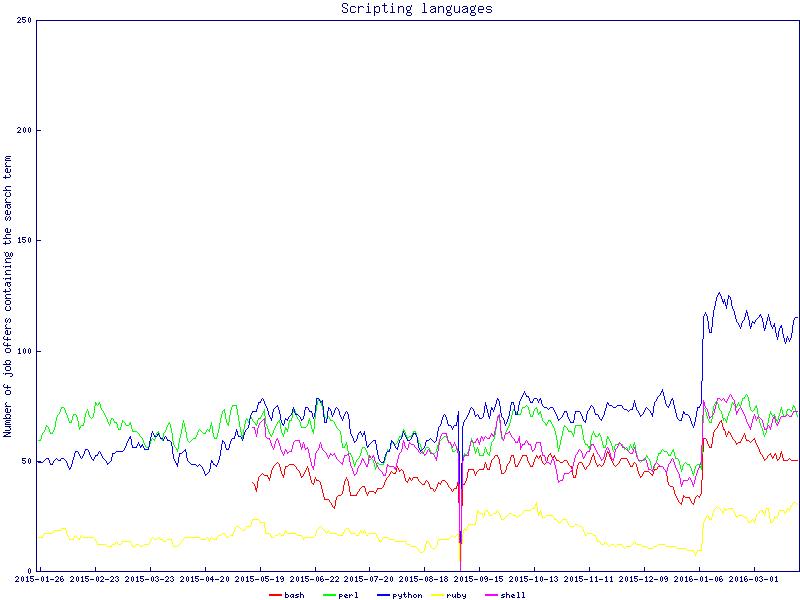 Scripting languages
250
200
150
100
50
0
Number of job offers containing the search term
2015-01-26 2015-02-23 2015-03-23 2015-04-20 2015-05-19 2015-06-22 2015-07-20 2015-08-18 2015-09-15 2015-10-13 2015-11-11 2015-12-09 2016-01-06 2016-03-01
bash perl python ruby shell